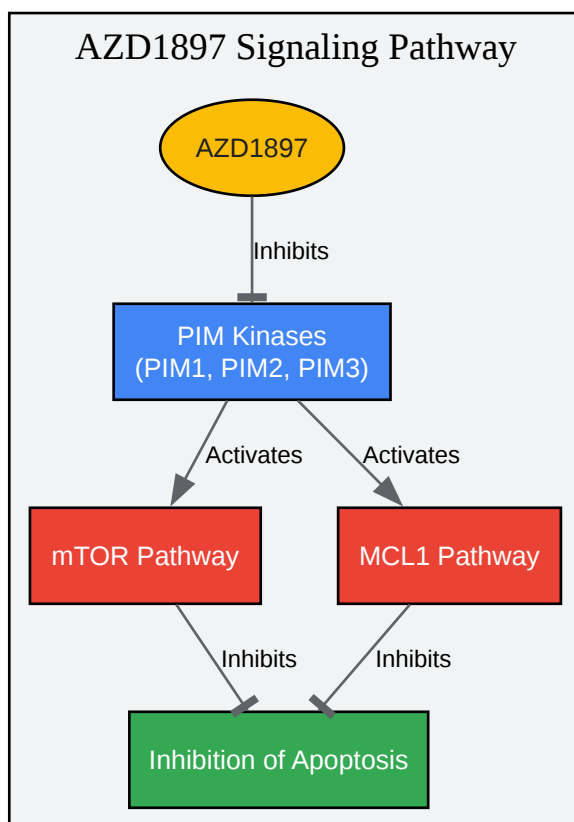 AZD1897 Signaling Pathway
AZD1897
Inhibits
PIM Kinases
(PIM1, PIM2, PIM3)
Activates
Activates
mTOR Pathway
MCL1 Pathway
Inhibits
Inhibits
Inhibition of Apoptosis